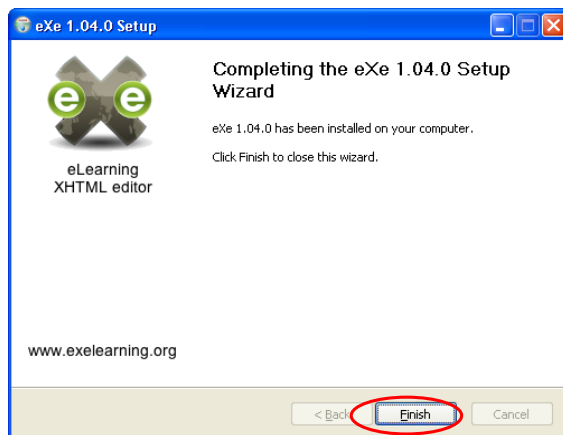 eXe 1.04.0 Setup
e e
eLearning
XHTML editor
Completing the eXe 1.04.0 Setup
Wizard
eXe 1.04.0 has been installed on your computer.
Click Finish to close this wizard.
www.exelearning.org
< Back Finish Cancel